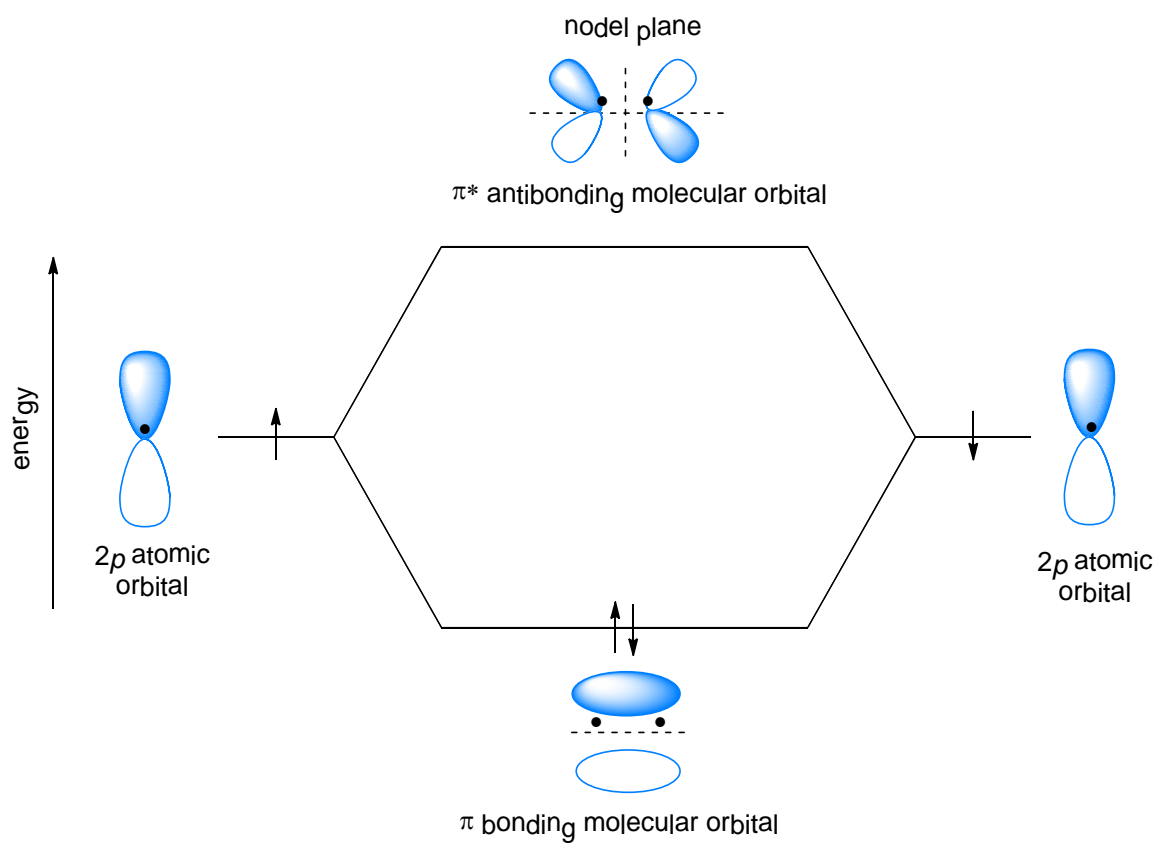 nodel plane
π* antibonding molecular orbital
energy
2p atomic
orbital
2p atomic
orbital
π bonding molecular orbital